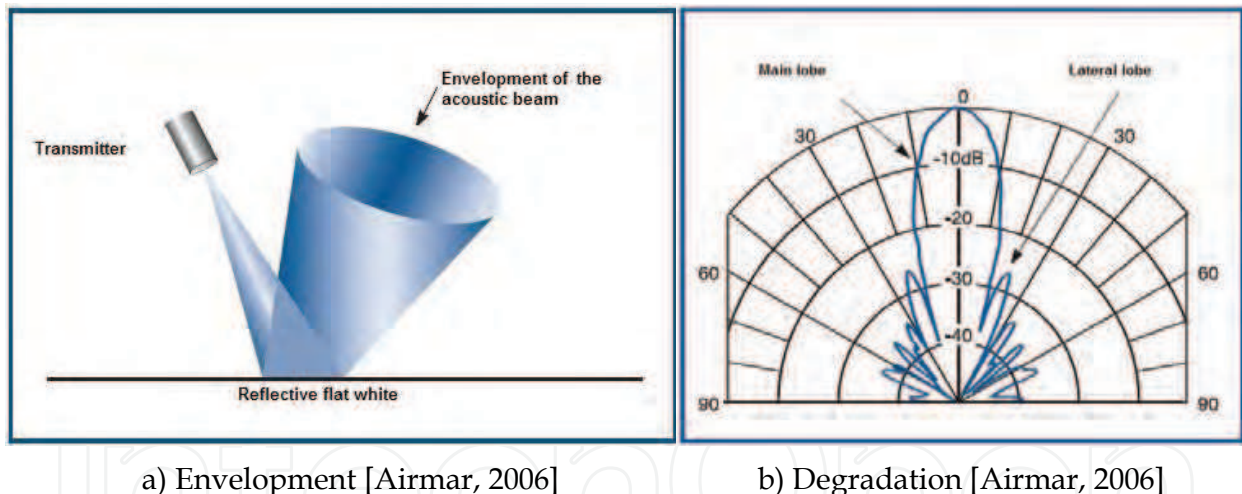 Envelopment of the
acoustic beam
Transmitter
Reflective flat white
Main lobe
Lateral lobe
0
30
30
-10dB
-20
60
-30
60
-40
90
90
a) Envelopment [Airmar, 2006]
b) Degradation [Airmar, 2006]